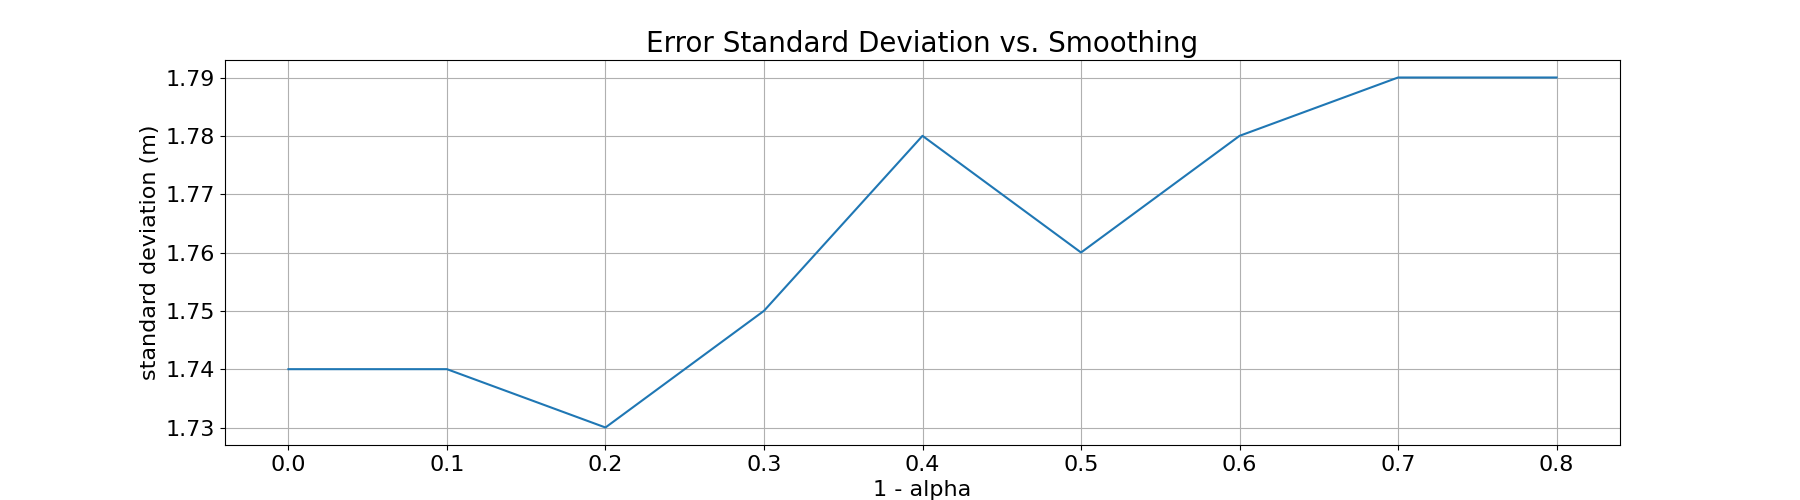 Error Standard Deviation vs. Smoothing
standard deviation (m)
1.79
1.78
1.77
1.76
1.75
1.74
1.73
0.0 0.1 0.2 0.3 0.4 0.5 0.6 0.7 0.8
1 - alpha